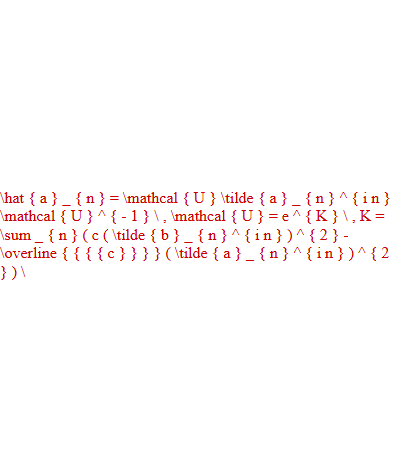 \hat { a } _ { n } = \mathcal { U } \tilde { a } _ { n } ^ { i n }
\mathcal { U } ^ { - 1 } \ , \mathcal { U } = e ^ { K } \ , K =
\sum _ { n } ( c ( \tilde { b } _ { n } ^ { i n } ) ^ { 2 } -
\overline { { { { c } } } } ( \tilde { a } _ { n } ^ { i n } ) ^ { 2
} ) \